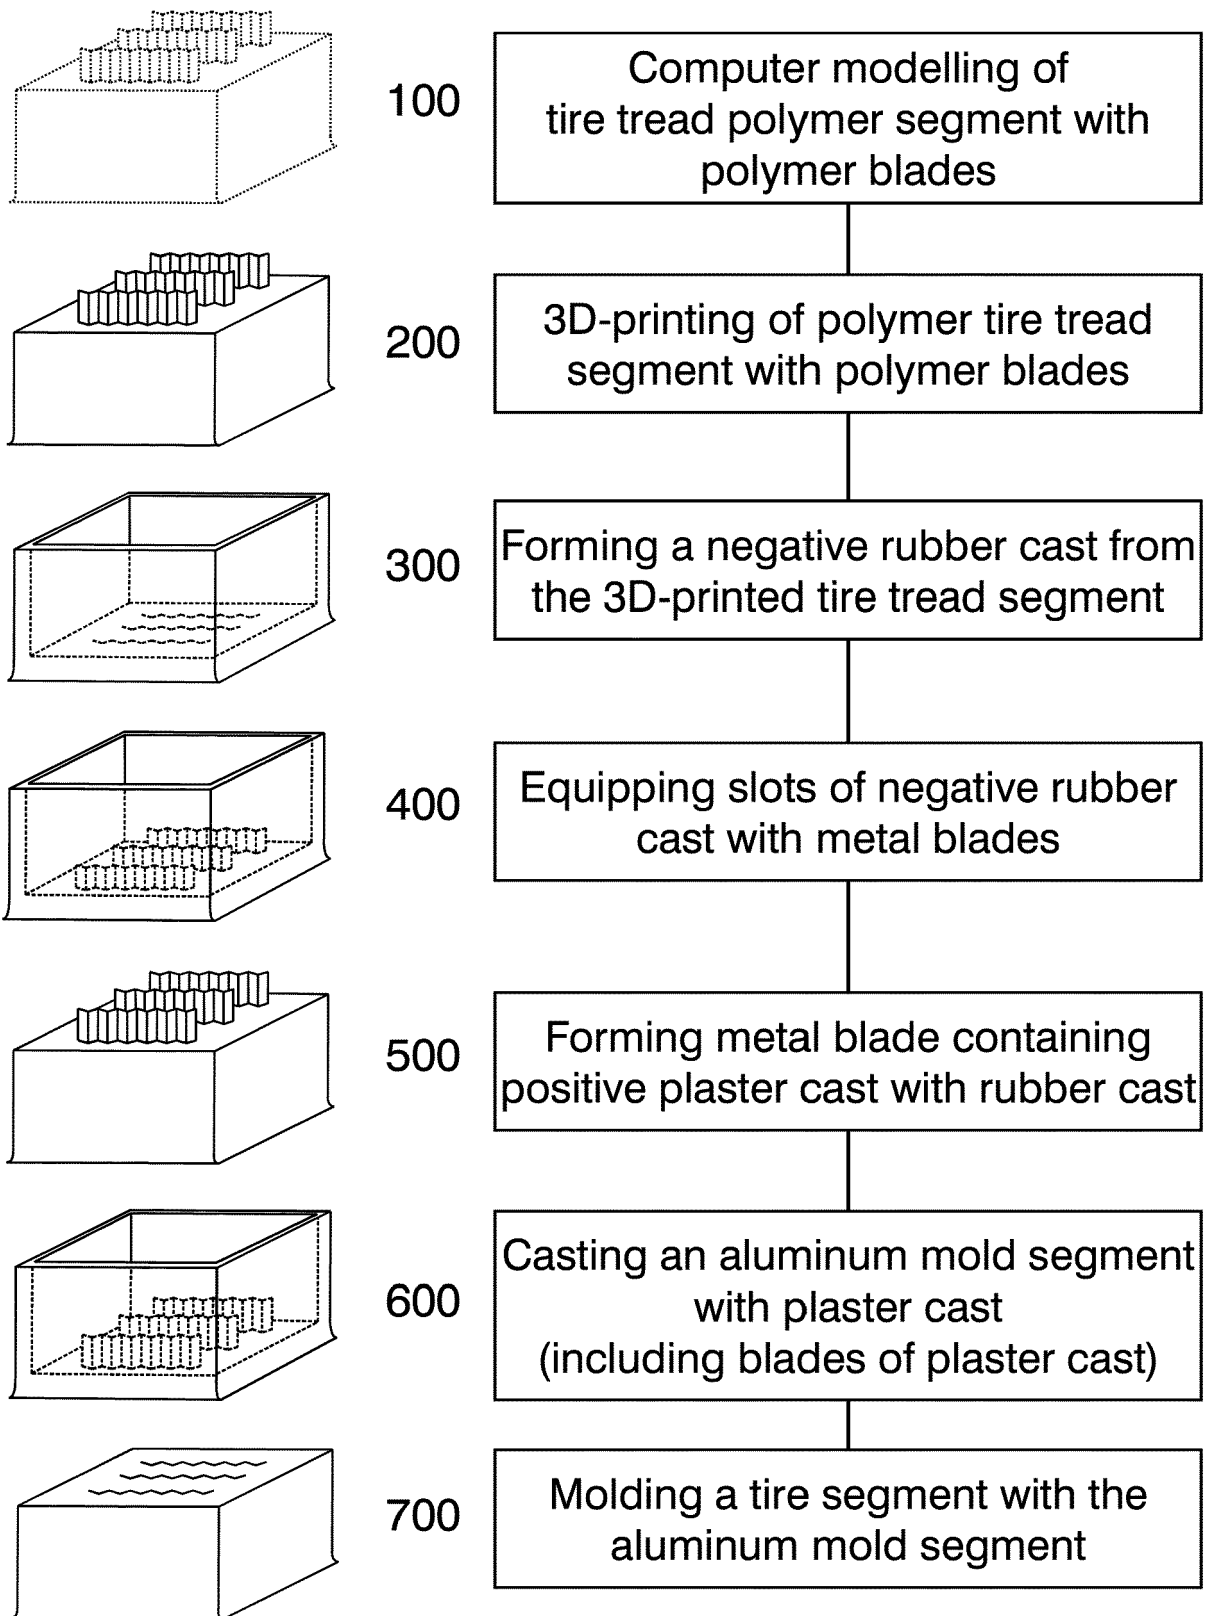 100
Computer modelling of
tire tread polymer segment with
polymer blades
200
3D-printing of polymer tire tread
segment with polymer blades
300
Forming a negative rubber cast from
the 3D-printed tire tread segment
400
Equipping slots of negative rubber
cast with metal blades
500
Forming metal blade containing
positive plaster cast with rubber cast
600
Casting an aluminum mold segment
with plaster cast
(including blades of plaster cast)
700
Molding a tire segment with the
aluminum mold segment